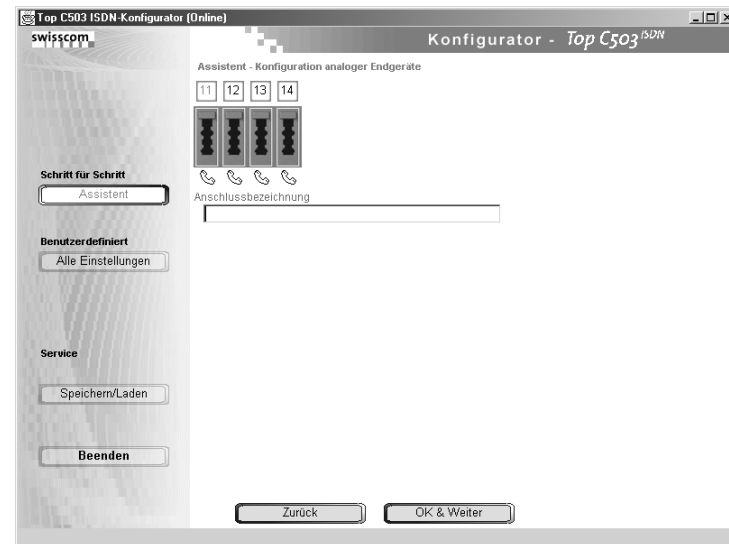 Top C503 ISDN-Konfigurator (Online)
swisscom
Konfigurator - Top C503 ISDN
Assistent - Konfiguration analoger Endgeräte
11 12 13 14
Schritt für Schritt
Assistent
Anschlussbezeichnung
Benutzerdefiniert
Alle Einstellungen
Service
Speichern/Laden
Beenden
Zurück
OK & Weiter